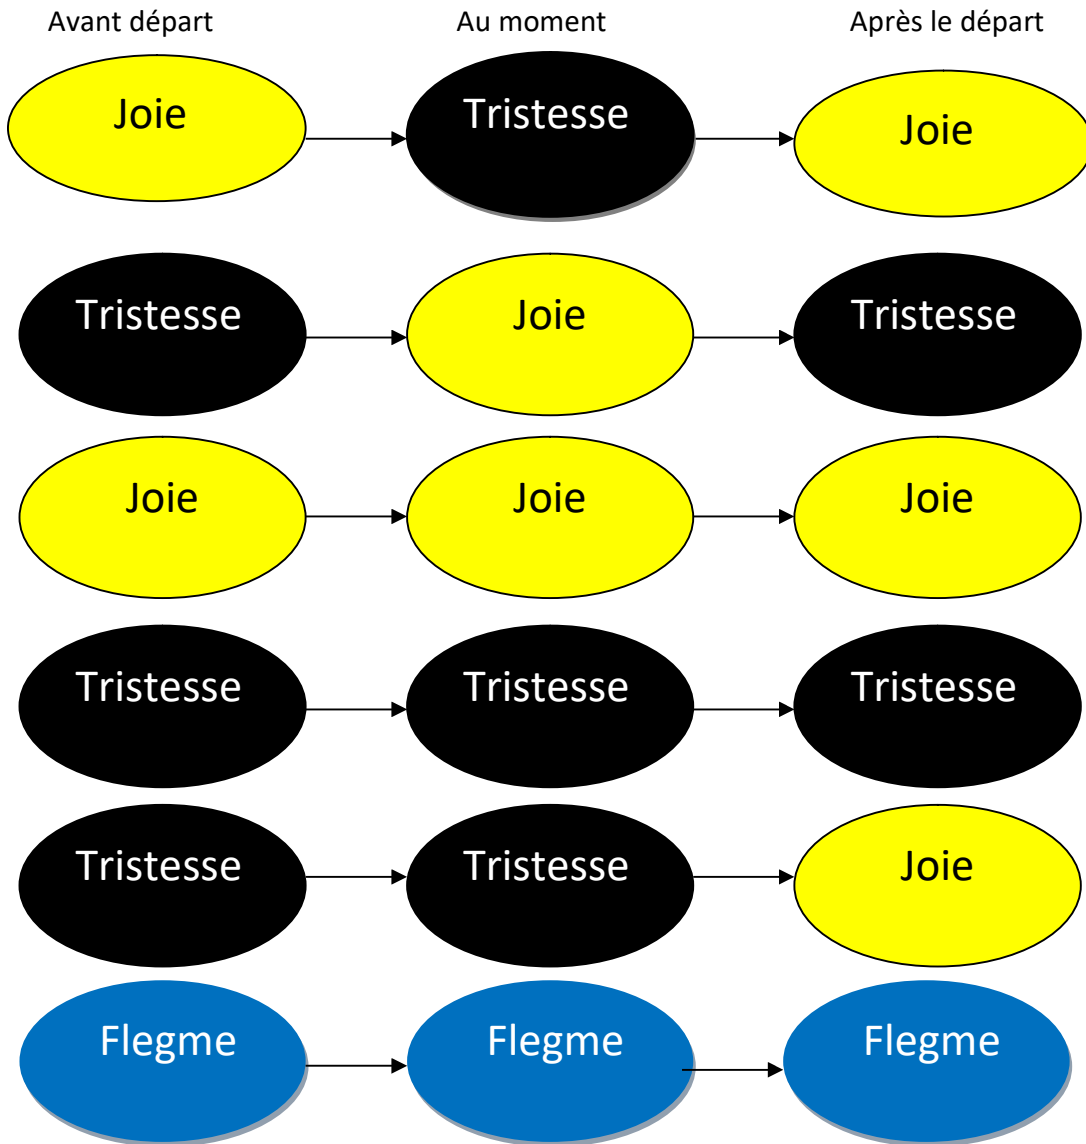 Avant départ Au moment Après le départ
Joie Tristesse Joie
Tristesse Joie Tristesse
Joie Joie Joie
Tristesse Tristesse Tristesse
Tristesse Tristesse Joie
Flegme Flegme Flegme